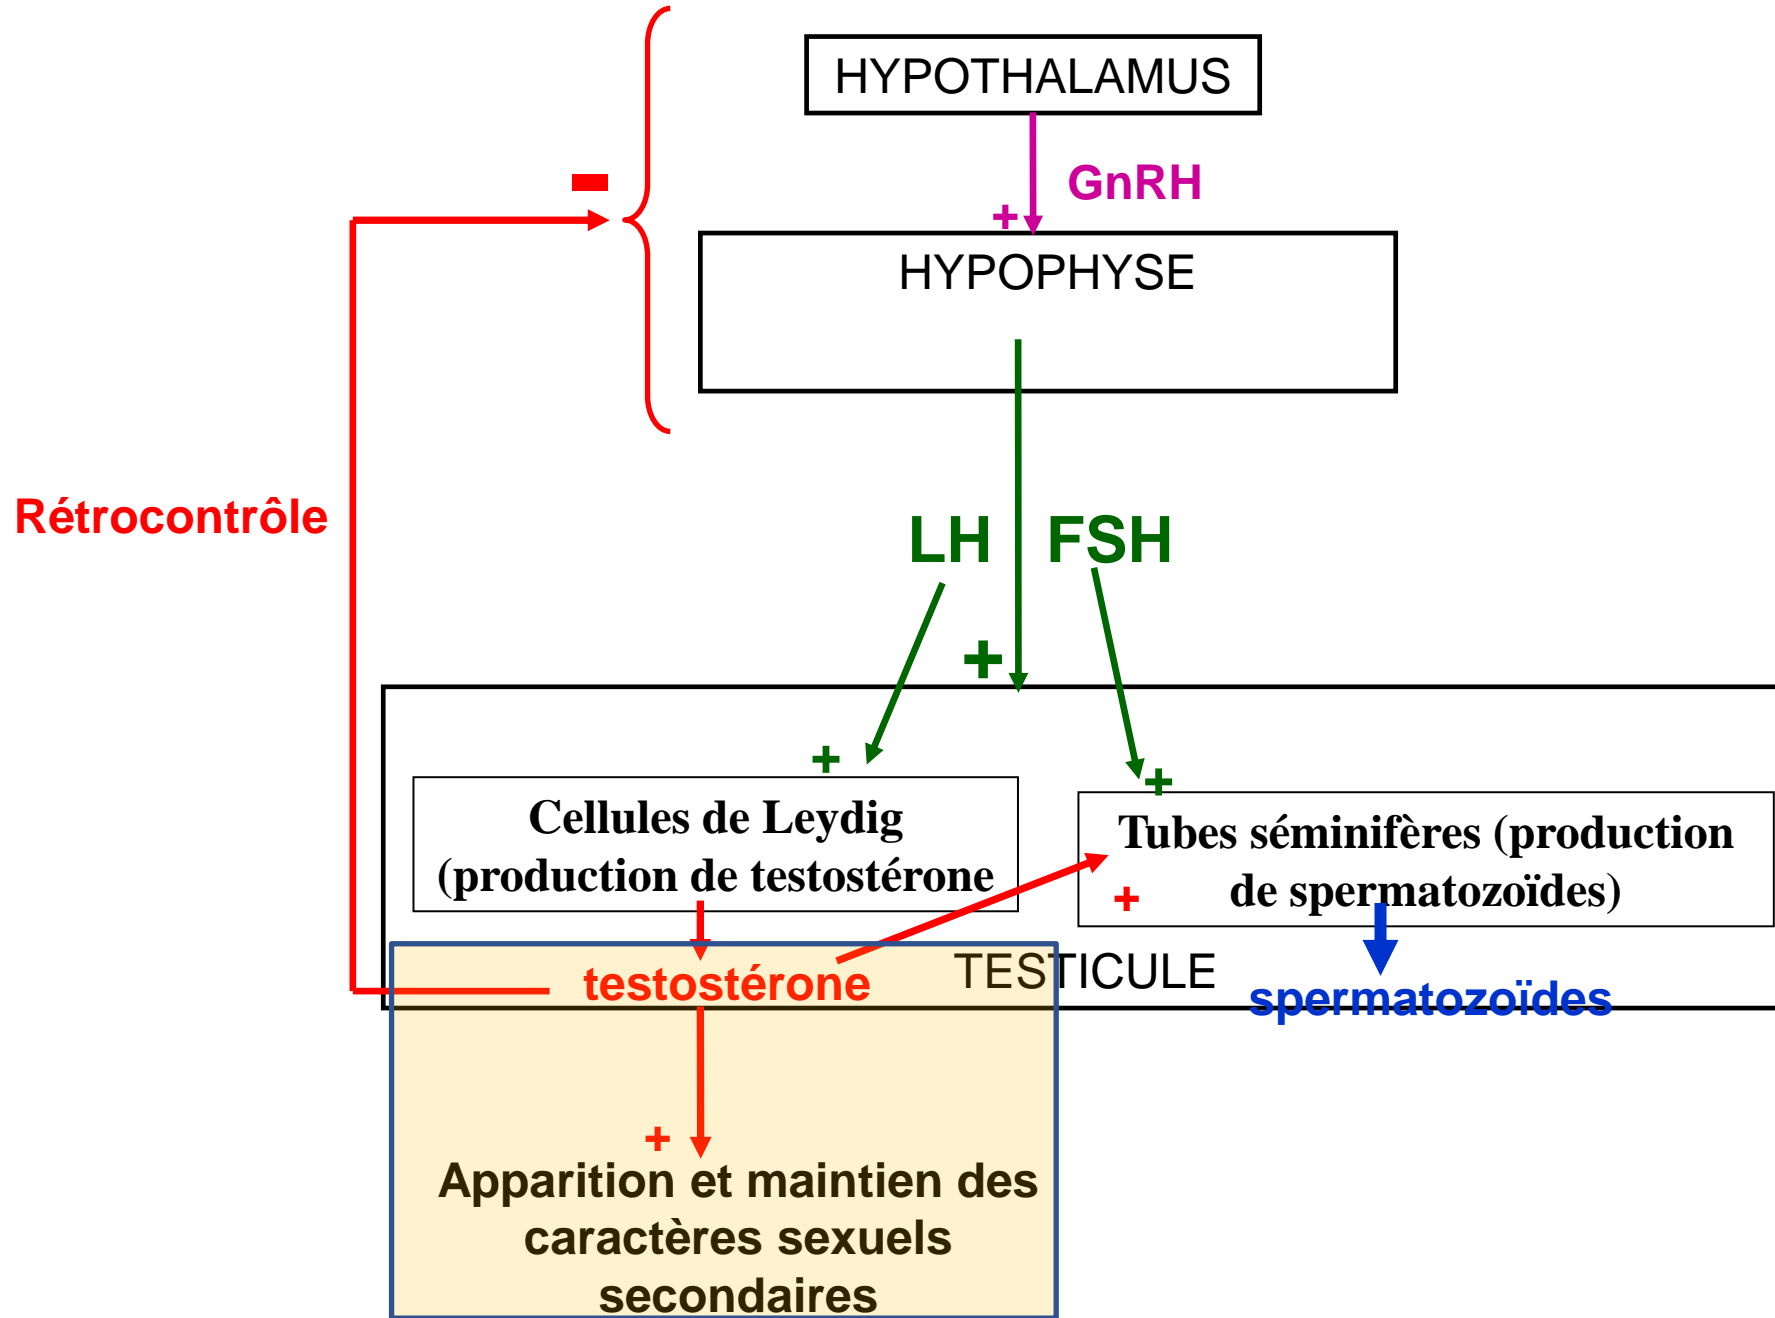 HYPOTHALAMUS
-
GnRH
+
HYPOPHYSE
Rétrocontrôle
LH FSH
+
+
+
Cellules de Leydig
(production de testostérone
Tubes séminifères (production
de spermatozoïdes)
+
testostérone
TESTICULE
spermatozoïdes
+
Apparition et maintien des
caractères sexuels
secondaires